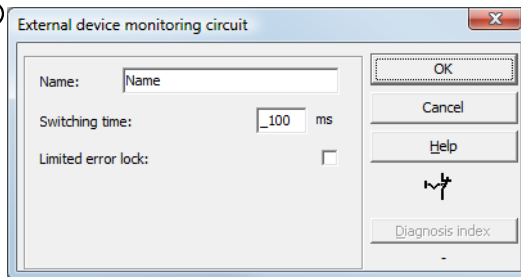 External device monitoring circuit
Name: Name
OK
Switching time: _100 ms
Cancel
Limited error lock:
Help
Diagnosis index
-